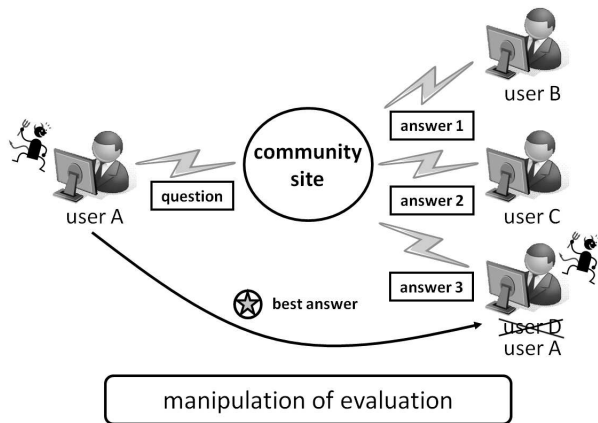 user B
answer 1
community
site
question
answer 2
user A
user C
answer 3
best answer
user D
user A
manipulation of evaluation